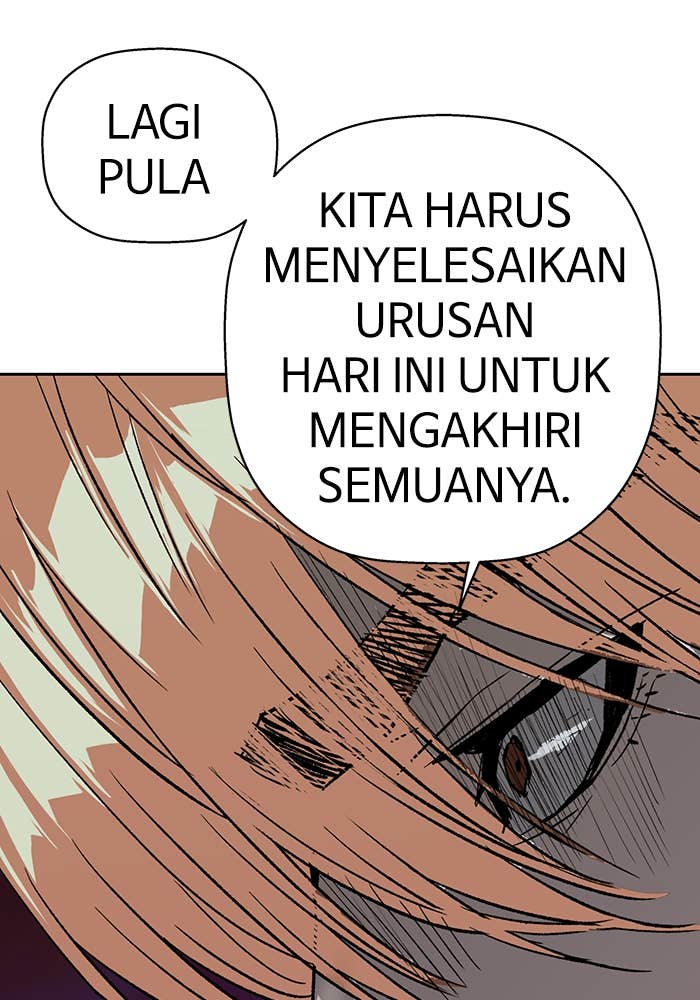 LAGI
PULA
KITA HARUS
MENYELESAIKAN
URUSAN
HARI INI UNTUK
MENGAKHIRI
SEMUANYA.